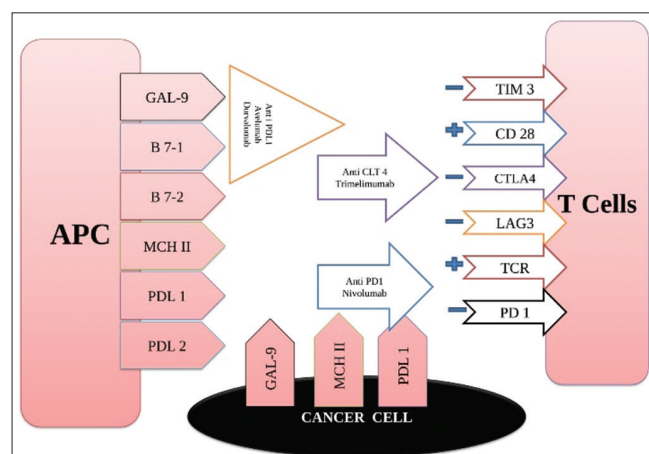 APC
GAL-9
B 7-1
B 7-2
MCH II
PDL 1
PDL 2
Anti PDL1
Avelumab
Durvalumab
Anti CLT 4
Trimelimumab
Anti PD1
Nivolumab
TIM 3
CD 28
CTLA4
LAG3
TCR
PD 1
T Cells
GAL-9
MCH II
PDL 1
CANCER CELL